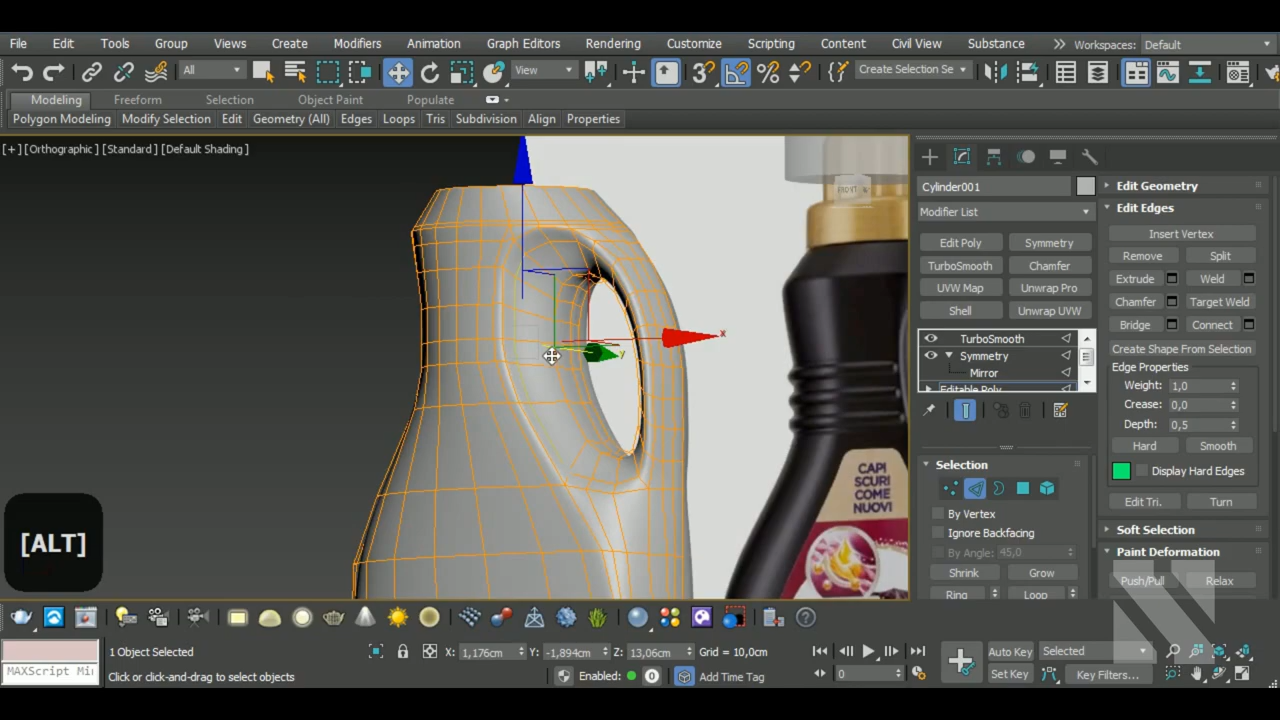 File Edit Tools Group Views Create Modifiers Animation Graph Editors Rendering Customize Scripting Content Civil View Substance Workspaces: Default
All View Create Selection Se
Modeling Freeform Selection Object Paint Populate
Polygon Modeling Modify Selection Edit Geometry (All) Edges Loops Tris Subdivision Align Properties
[+] [Orthographic] [Standard] [Default Shading]
x
y
CAPI
SCURI
COME
NUOVI
[ALT]
Cylinder001
Modifier List
Edit Poly Symmetry
TurboSmooth Chamfer
UVW Map Unwrap Pro
Shell Unwrap UVW
TurboSmooth
Symmetry
Mirror
Editable Poly
Selection
By Vertex
Ignore Backfacing
By Angle: 45,0
Shrink Grow
Ring Loop
Edit Geometry
Edit Edges
Insert Vertex
Remove Split
Extrude Weld
Chamfer Target Weld
Bridge Connect
Create Shape From Selection
Edge Properties
Weight: 1,0
Crease: 0,0
Depth: 0,5
Hard Smooth
Display Hard Edges
Edit Tri. Turn
Soft Selection
Paint Deformation
Push/Pull Relax
1 Object Selected X: 1,176cm Y: -1,894cm Z: 13,06cm Grid = 10,0cm Auto Key Selected
MAXScript Mi Click or click-and-drag to select objects Enabled: 0 Add Time Tag 0 Set Key Key Filters...